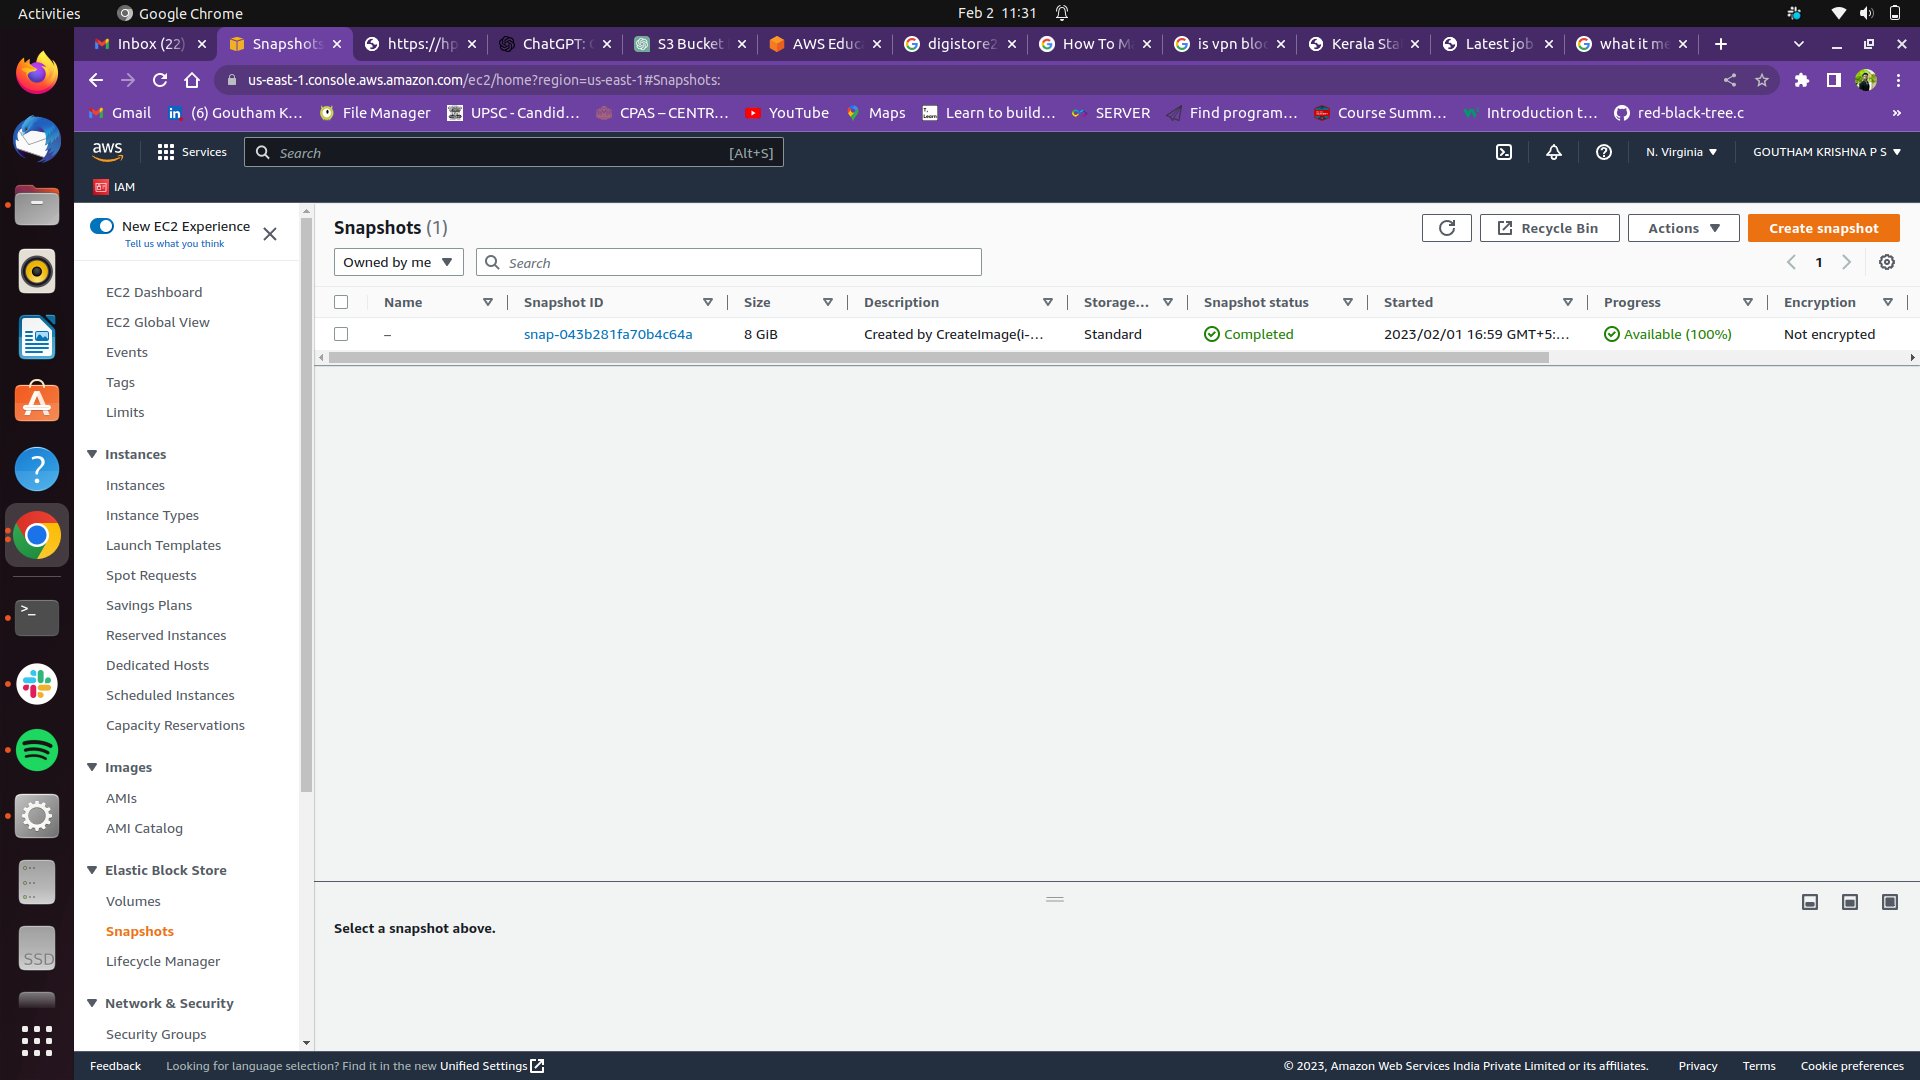 Activities
Google Chrome
Feb 2 11:31
Inbox (22)
Snapshots
https://hp
ChatGPT:
S3 Bucket
AWS Educ
digistore2
How To M
is vpn blo
Kerala Sta
Latest job
what it me
us-east-1.console.aws.amazon.com/ec2/home?region=us-east-1#Snapshots:
Gmail
(6) Goutham K...
File Manager
UPSC - Candid...
CPAS – CENTR...
YouTube
Maps
Learn to build...
SERVER
Find program...
Course Summ...
Introduction t...
red-black-tree.c
»
aws
Services
Search
[Alt+S]
N. Virginia
GOUTHAM KRISHNA P S
IAM
New EC2 Experience
Tell us what you think
EC2 Dashboard
EC2 Global View
Events
Tags
Limits
Instances
Instances
Instance Types
Launch Templates
Spot Requests
Savings Plans
Reserved Instances
Dedicated Hosts
Scheduled Instances
Capacity Reservations
Images
AMIs
AMI Catalog
Elastic Block Store
Volumes
Snapshots
Lifecycle Manager
Network & Security
Security Groups
Snapshots (1)
Recycle Bin
Actions
Create snapshot
Owned by me
Search
1
Name
Snapshot ID
Size
Description
Storage...
Snapshot status
Started
Progress
Encryption
–
snap-043b281fa70b4c64a
8 GiB
Created by CreateImage(i-...
Standard
Completed
2023/02/01 16:59 GMT+5:...
Available (100%)
Not encrypted
Select a snapshot above.
SSD
Feedback
Looking for language selection? Find it in the new Unified Settings
© 2023, Amazon Web Services India Private Limited or its affiliates.
Privacy
Terms
Cookie preferences